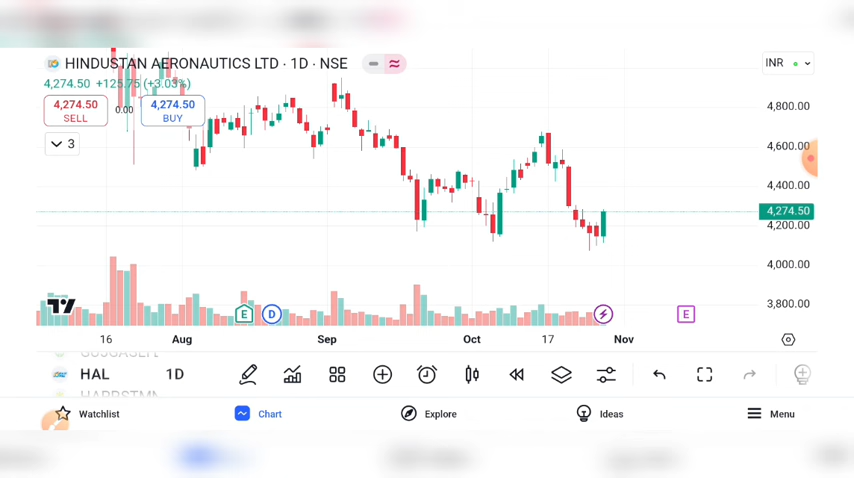 HINDUSTAN AERONAUTICS LTD · 1D · NSE
INR
4,274.50 +125.75 (+3.03%)
4,274.50
SELL
0.00
4,274.50
BUY
3
4,800.00
4,600.00
4,400.00
4,274.50
4,200.00
4,000.00
3,800.00
E
D
E
16
Aug
Sep
Oct
17
Nov
HAL
1D
Watchlist
Chart
Explore
Ideas
Menu